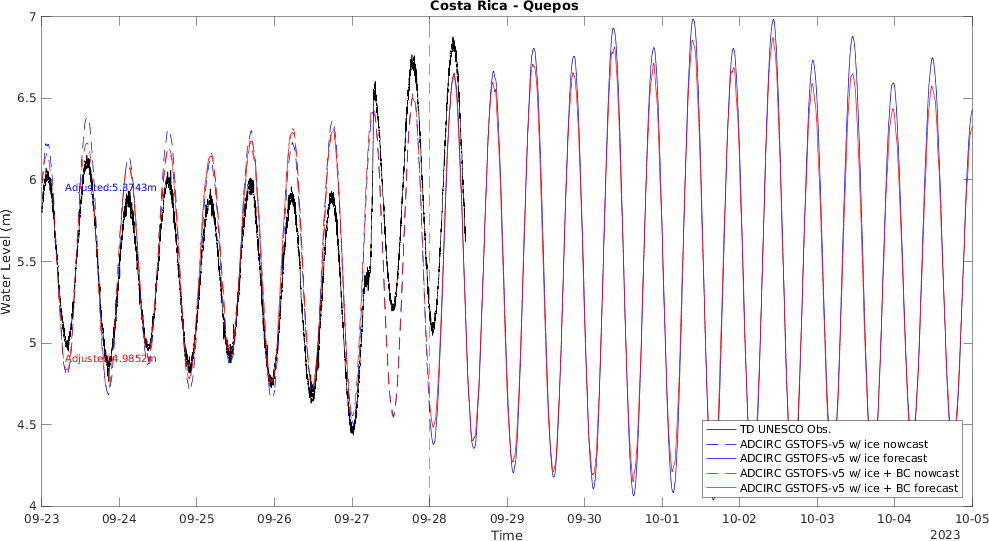 Costa Rica - Quepos
Water Level (m)
7
6.5
6
5.5
5
4.5
4
Adjusted:5.3743m
Adjusted:4.9852m
TD UNESCO Obs.
ADCIRC GSTOFS-v5 w/ ice nowcast
ADCIRC GSTOFS-v5 w/ ice forecast
ADCIRC GSTOFS-v5 w/ ice + BC nowcast
ADCIRC GSTOFS-v5 w/ ice + BC forecast
09-23 09-24 09-25 09-26 09-27 09-28 09-29 09-30 10-01 10-02 10-03 10-04 10-05
Time
2023